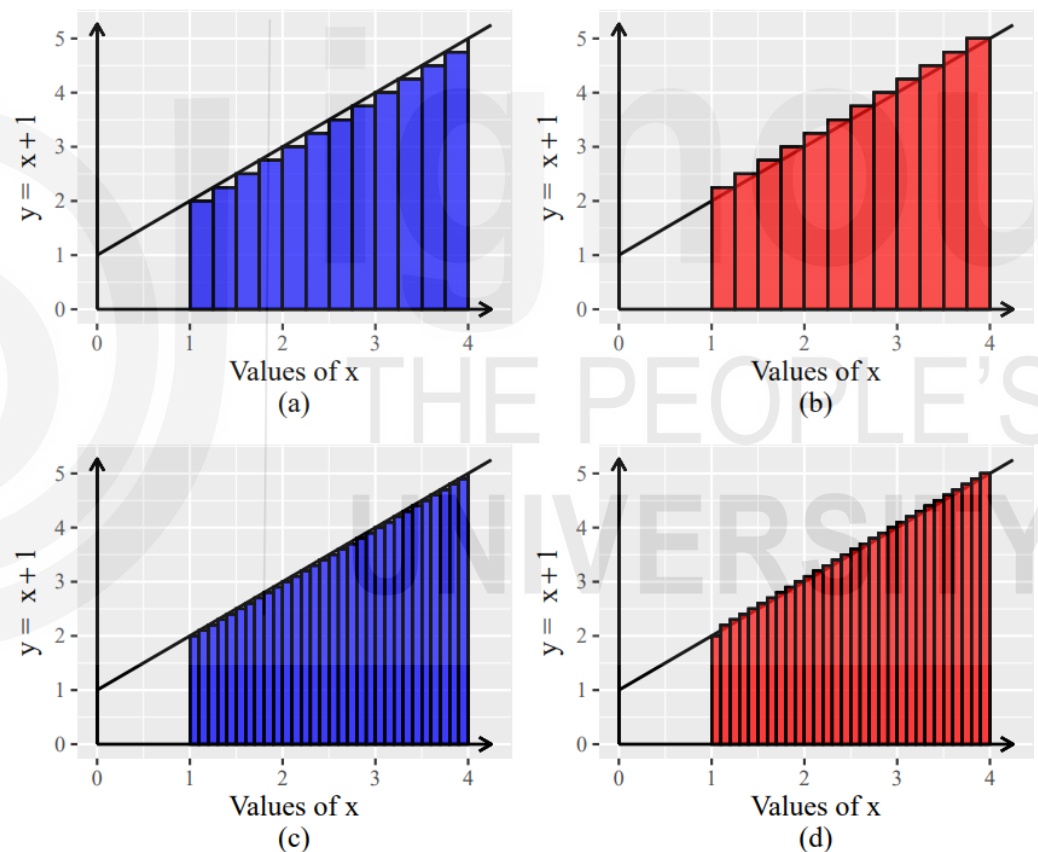 ignou
THE PEOPLE'S
UNIVERSITY
y = x + 1
5
4
3
2
1
0
0 1 2 3 4
Values of x
(a)
y = x + 1
5
4
3
2
1
0
0 1 2 3 4
Values of x
(b)
y = x + 1
5
4
3
2
1
0
0 1 2 3 4
Values of x
(c)
y = x + 1
5
4
3
2
1
0
0 1 2 3 4
Values of x
(d)